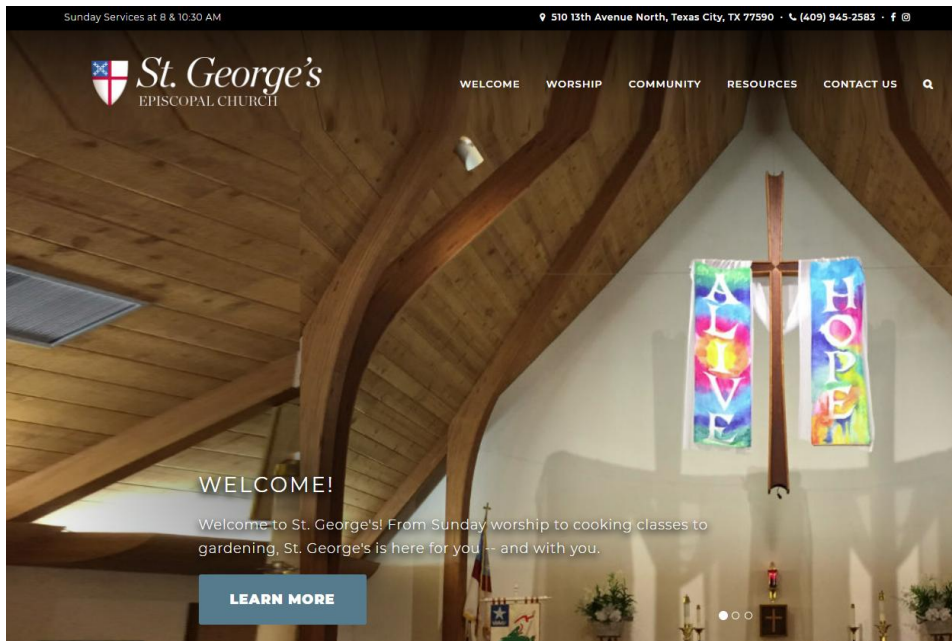 Sunday Services at 8 & 10:30 AM
510 13th Avenue North, Texas City, TX 77590 · (409) 945-2583 ·
St. George's
EPISCOPAL CHURCH
WELCOME WORSHIP COMMUNITY RESOURCES CONTACT US
ALIVE
HOPE
WELCOME!
Welcome to St. George's! From Sunday worship to cooking classes to
gardening, St. George's is here for you -- and with you.
LEARN MORE